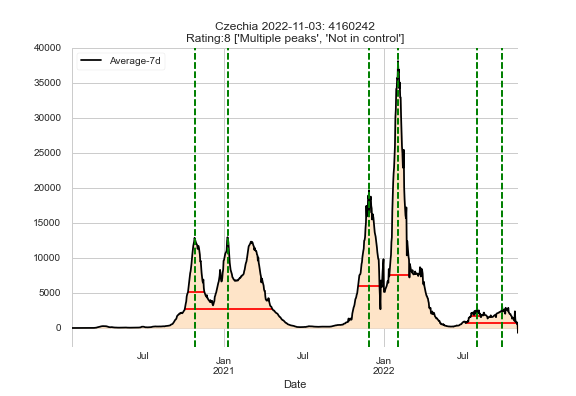 Czechia 2022-11-03: 4160242
Rating:8 ['Multiple peaks', 'Not in control']
Average-7d
40000
35000
30000
25000
20000
15000
10000
5000
0
Jul
Jan
2021
Jul
Jan
2022
Jul
Date